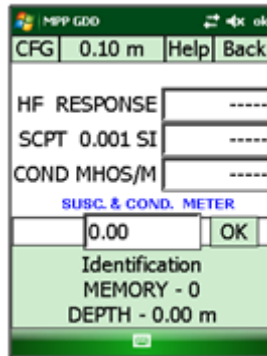 MPP GDD ok
CFG 0.10 m Help Back
HF RESPONSE -----
SCPT 0.001 SI -----
COND MHOS/M -----
SUSC. & COND. METER
0.00 OK
Identification
MEMORY - 0
DEPTH - 0.00 m